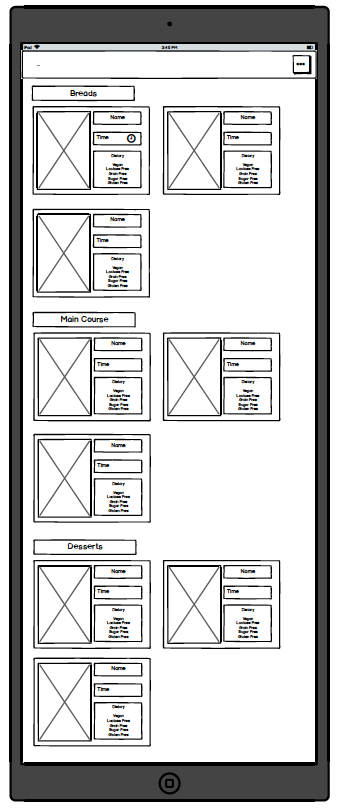 iPad 3:45 PM
•••
Breads
Name Name
Time Time
Dietary Dietary
Vegan Vegan
Lactose Free Lactose Free
Grain Free Grain Free
Sugar Free Sugar Free
Gluten Free Gluten Free
Name
Time
Dietary
Vegan
Lactose Free
Grain Free
Sugar Free
Gluten Free
Main Course
Name Name
Time Time
Dietary Dietary
Vegan Vegan
Lactose Free Lactose Free
Grain Free Grain Free
Sugar Free Sugar Free
Gluten Free Gluten Free
Name
Time
Dietary
Vegan
Lactose Free
Grain Free
Sugar Free
Gluten Free
Desserts
Name Name
Time Time
Dietary Dietary
Vegan Vegan
Lactose Free Lactose Free
Grain Free Grain Free
Sugar Free Sugar Free
Gluten Free Gluten Free
Name
Time
Dietary
Vegan
Lactose Free
Grain Free
Sugar Free
Gluten Free